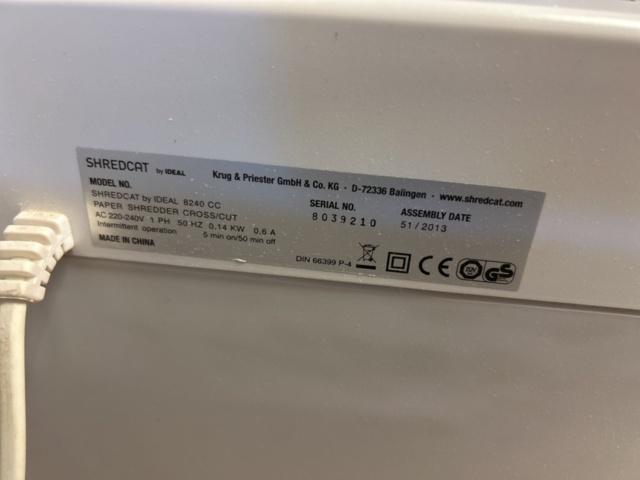 SHREDCAT by IDEAL Krug & Priester GmbH & Co. KG · D-72336 Balingen · www.shredcat.com
MODEL NO. SERIAL NO. ASSEMBLY DATE
SHREDCAT by IDEAL 8240 CC 8039210 51/2013
PAPER SHREDDER CROSS/CUT
AC 220-240V 1 PH 50 HZ 0,14 KW 0,6 A
Intermittent operation 5 min on/50 min off
MADE IN CHINA DIN 66399 P-4 CE TÜV GS